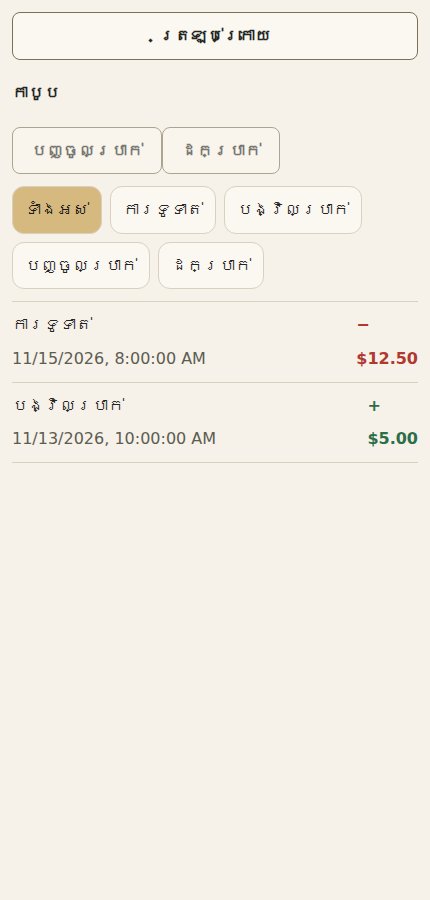 ត្រឡប់ក្រោយ
កាបូប
បញ្ចូលប្រាក់ ដកប្រាក់
ទាំងអស់ ការទូទាត់ បង្វិលប្រាក់
បញ្ចូលប្រាក់ ដកប្រាក់
ការទូទាត់ −
11/15/2026, 8:00:00 AM $12.50
បង្វិលប្រាក់ +
11/13/2026, 10:00:00 AM $5.00